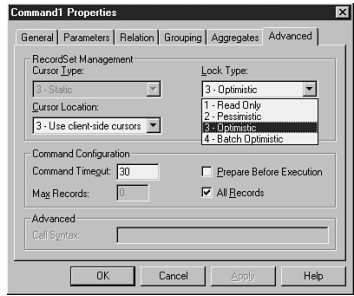 Command1 Properties
General Parameters Relation Grouping Aggregates Advanced
RecordSet Management
Cursor Type: Lock Type:
3 - Static 3 - Optimistic
1 - Read Only
Cursor Location: 2 - Pessimistic
3 - Use client-side cursors 3 - Optimistic
4 - Batch Optimistic
Command Configuration
Command Timeout: 30 Prepare Before Execution
Max Records: 0 All Records
Advanced
Call Syntax:
OK Cancel Apply Help